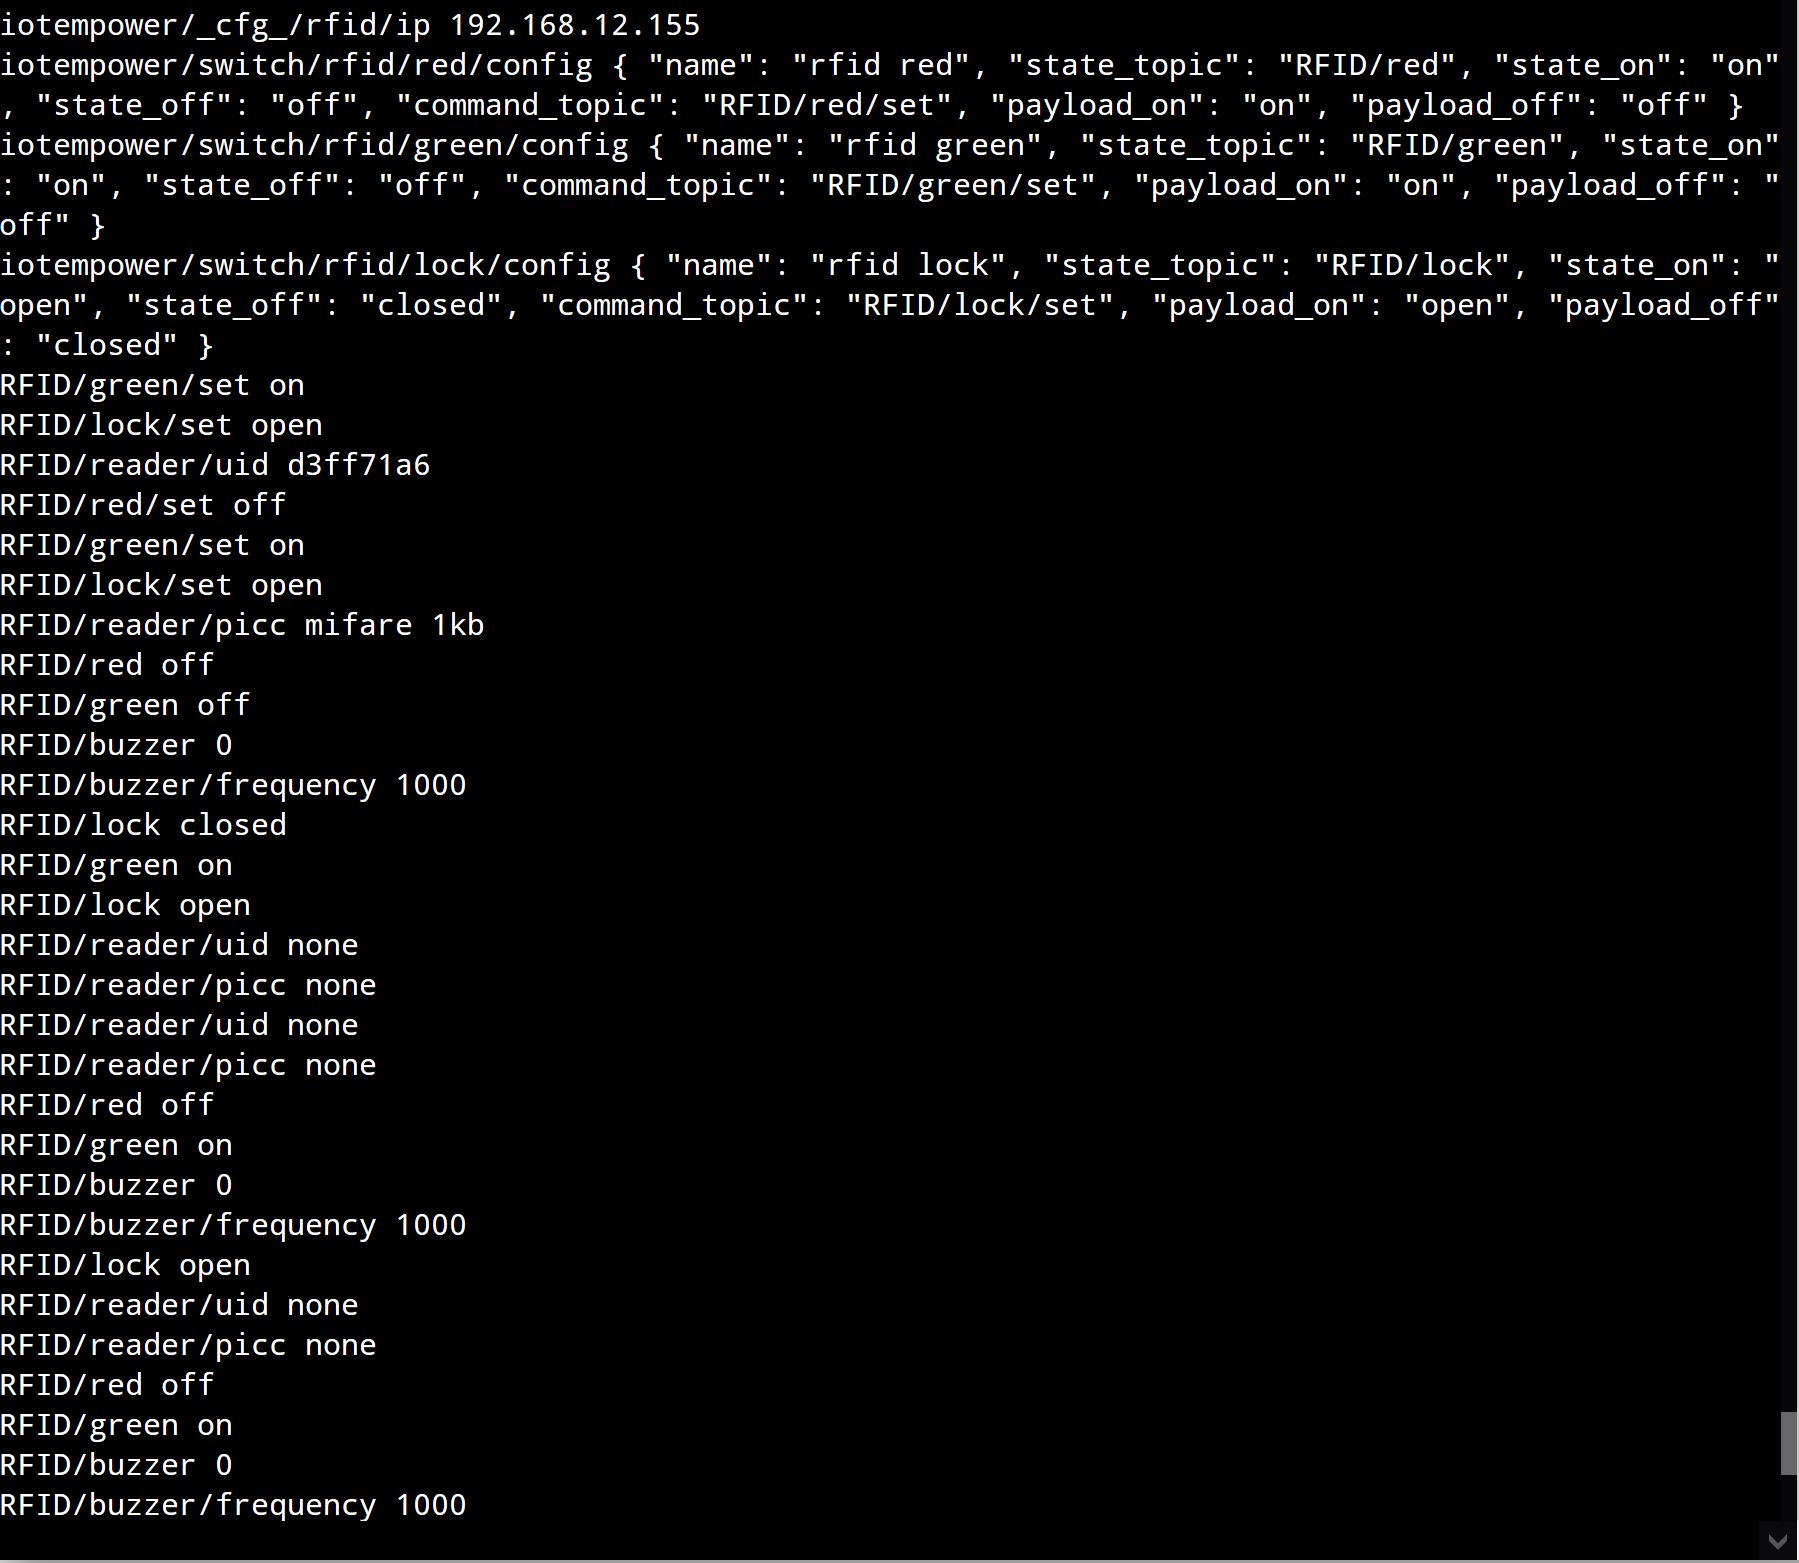 iotempower/_cfg_/rfid/ip 192.168.12.155
iotempower/switch/rfid/red/config { "name": "rfid red", "state_topic": "RFID/red", "state_on": "on"
, "state_off": "off", "command_topic": "RFID/red/set", "payload_on": "on", "payload_off": "off" }
iotempower/switch/rfid/green/config { "name": "rfid green", "state_topic": "RFID/green", "state_on"
: "on", "state_off": "off", "command_topic": "RFID/green/set", "payload_on": "on", "payload_off": "
off" }
iotempower/switch/rfid/lock/config { "name": "rfid lock", "state_topic": "RFID/lock", "state_on": "
open", "state_off": "closed", "command_topic": "RFID/lock/set", "payload_on": "open", "payload_off"
: "closed" }
RFID/green/set on
RFID/lock/set open
RFID/reader/uid d3ff71a6
RFID/red/set off
RFID/green/set on
RFID/lock/set open
RFID/reader/picc mifare 1kb
RFID/red off
RFID/green off
RFID/buzzer 0
RFID/buzzer/frequency 1000
RFID/lock closed
RFID/green on
RFID/lock open
RFID/reader/uid none
RFID/reader/picc none
RFID/reader/uid none
RFID/reader/picc none
RFID/red off
RFID/green on
RFID/buzzer 0
RFID/buzzer/frequency 1000
RFID/lock open
RFID/reader/uid none
RFID/reader/picc none
RFID/red off
RFID/green on
RFID/buzzer 0
RFID/buzzer/frequency 1000